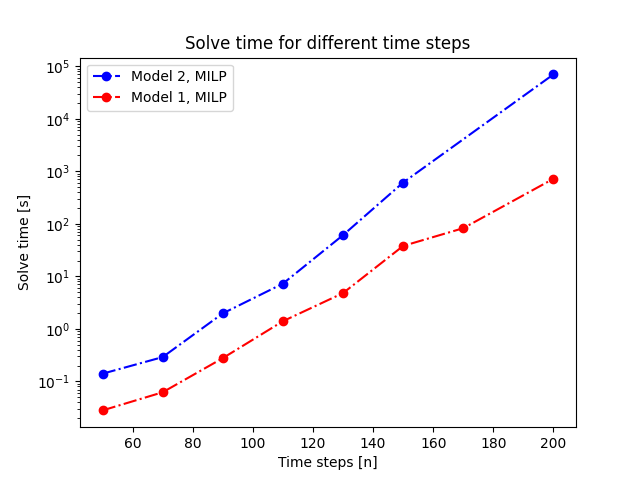 Solve time for different time steps
Model 2, MILP
Model 1, MILP
Solve time [s]
10^5
10^4
10^3
10^2
10^1
10^0
10^−1
60 80 100 120 140 160 180 200
Time steps [n]